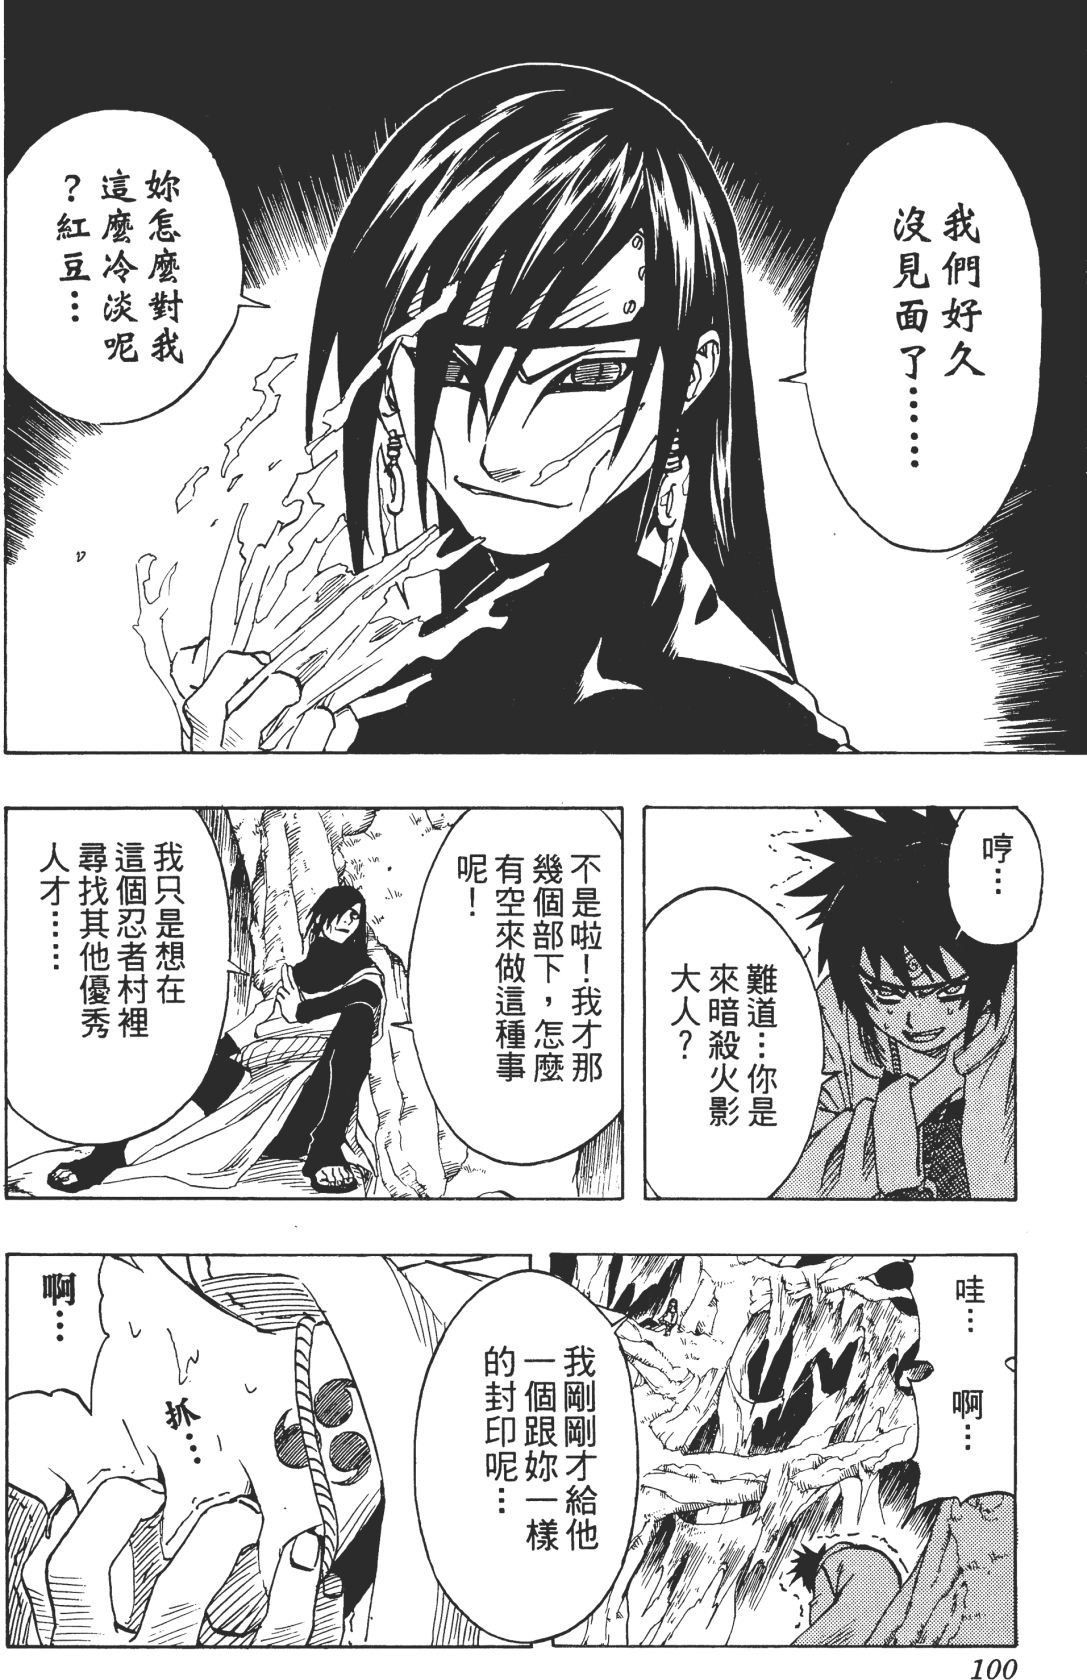 我們好久
沒見面了……
妳怎麼對我
這麼冷淡呢
？紅豆…
哼…
難道…你是
來暗殺火影
大人？
不是啦！我才那
幾個部下，怎麼
有空來做這種事
呢！
我只是想在
這個忍者村裡
尋找其他優秀
人才……
哇…
啊…
我剛剛才給他
一個跟妳一樣
的封印呢…
抓…
啊…
100